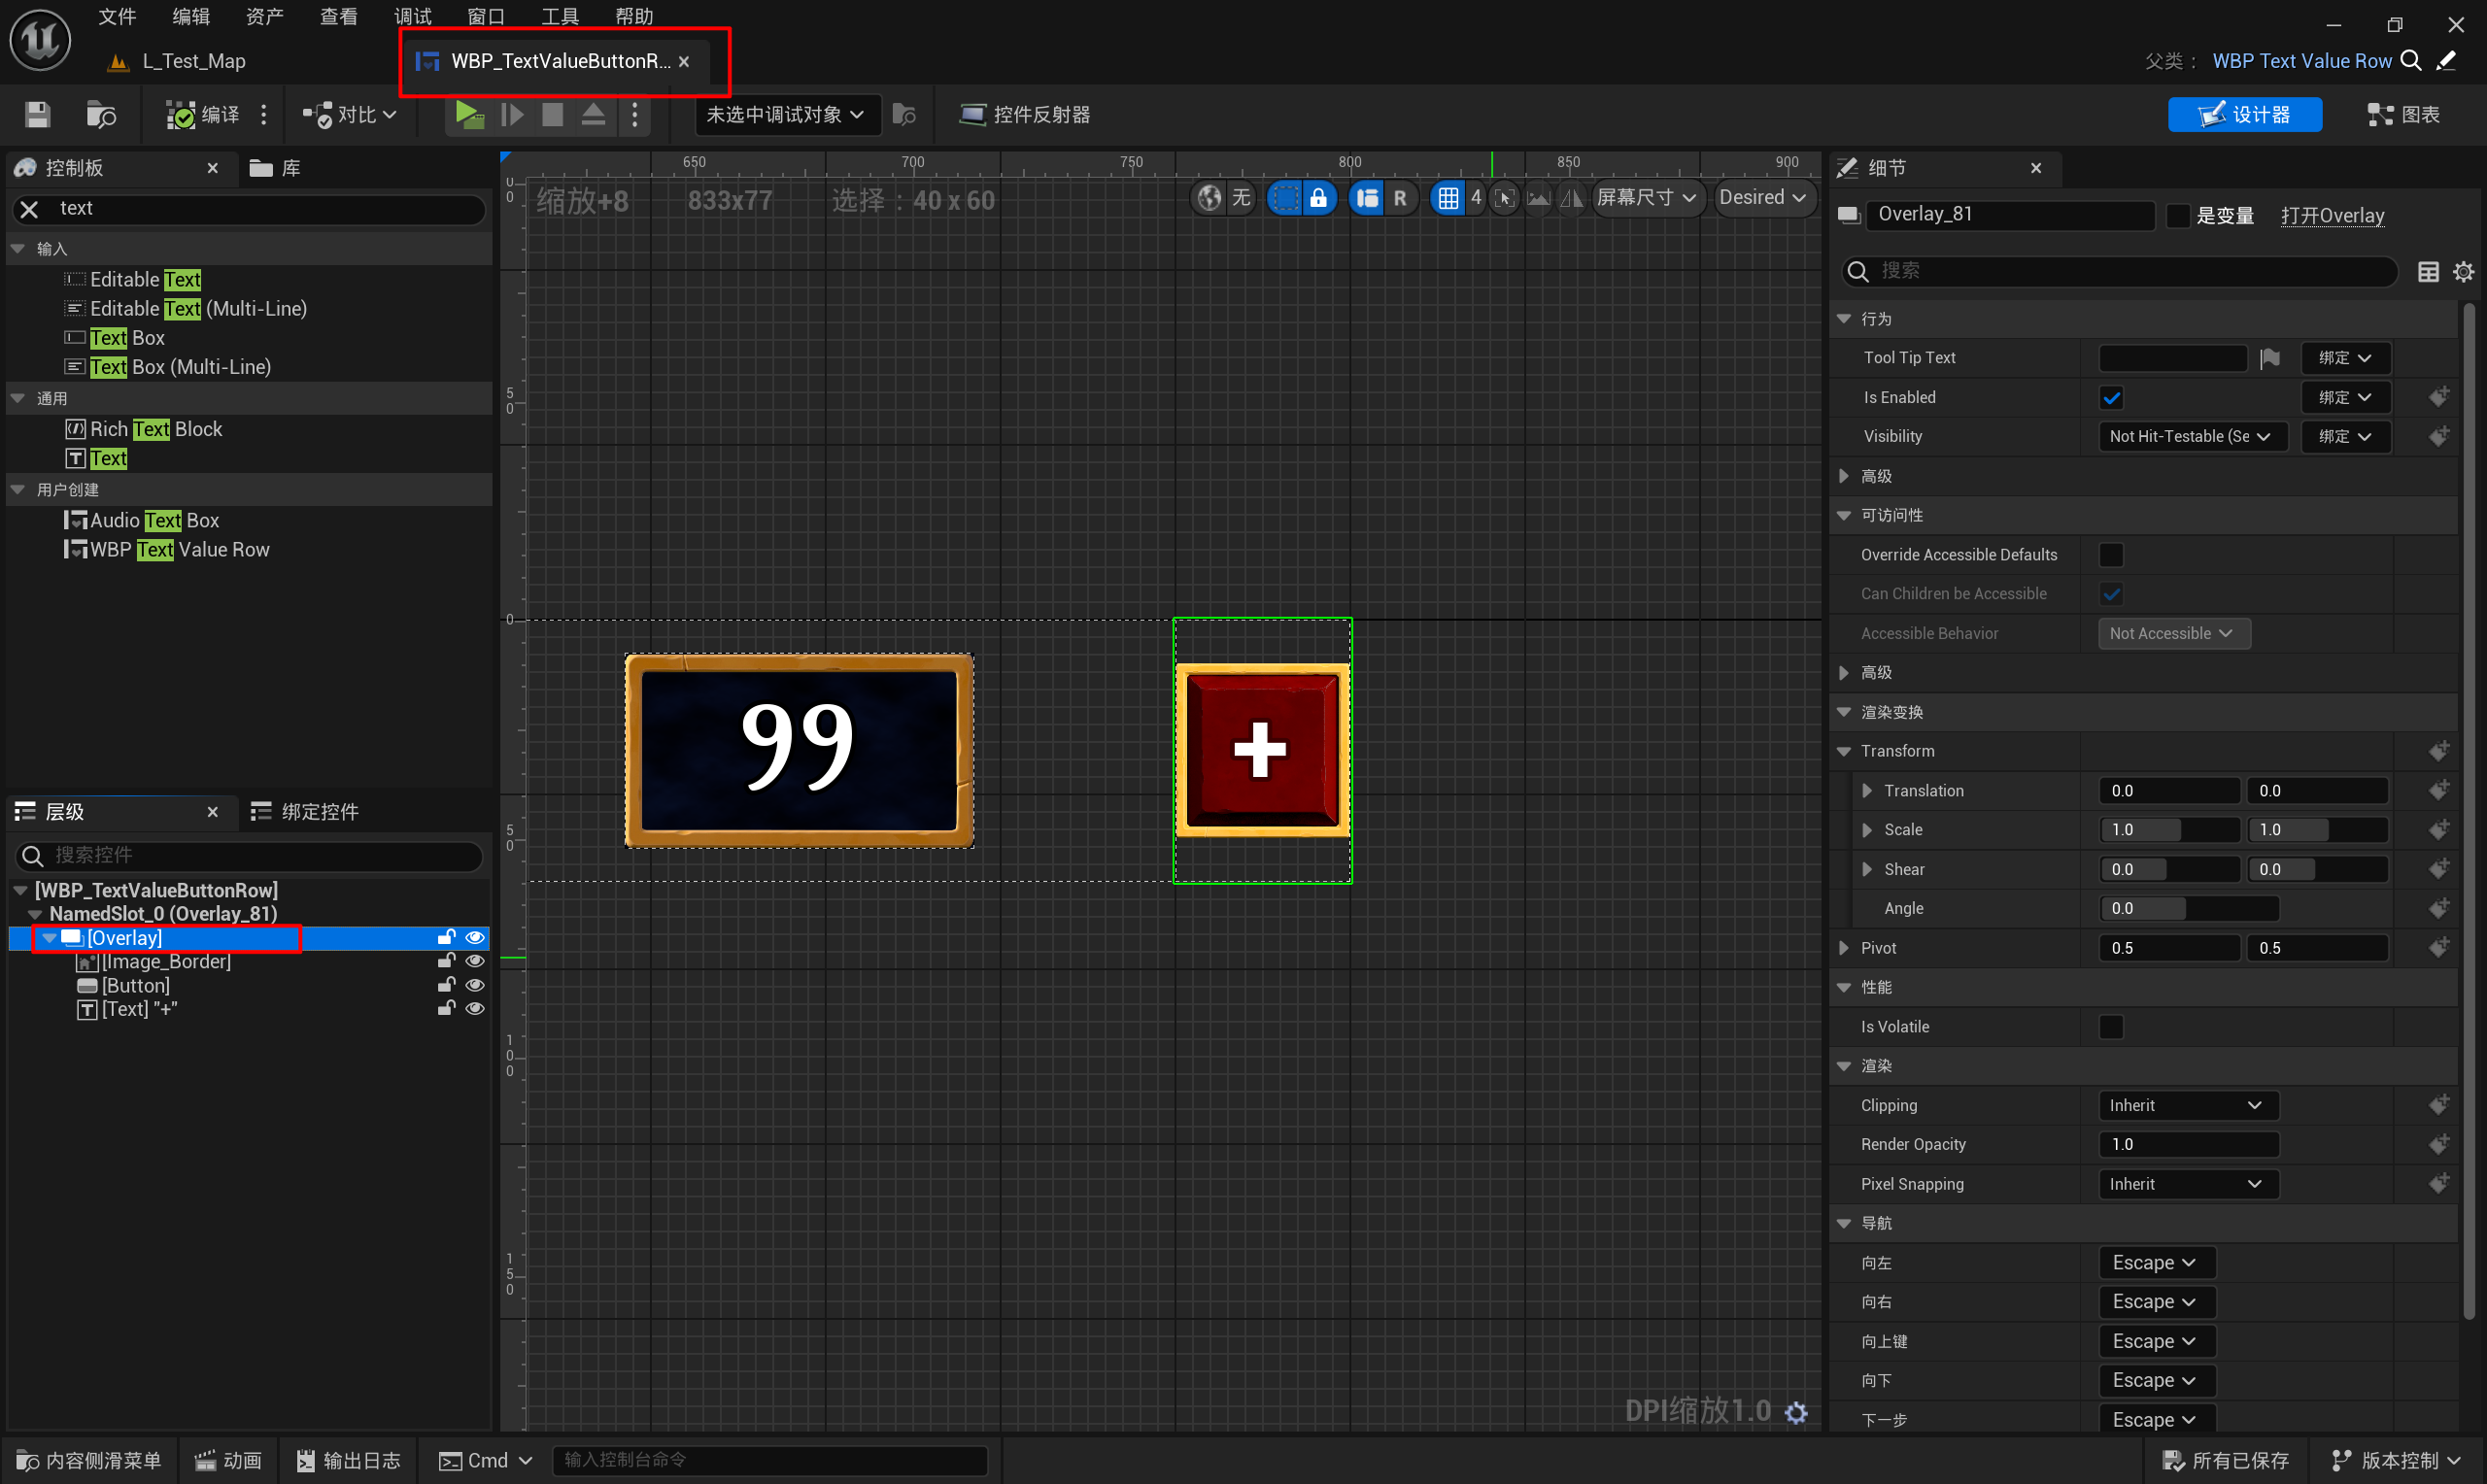 文件 编辑 资产 查看 调试 窗口 工具 帮助
L_Test_Map
WBP_TextValueButtonR...
父类： WBP Text Value Row
编译
对比
未选中调试对象
控件反射器
设计器
图表
控制板
库
text
输入
Editable Text
Editable Text (Multi-Line)
Text Box
Text Box (Multi-Line)
通用
Rich Text Block
Text
用户创建
Audio Text Box
WBP Text Value Row
层级
绑定控件
搜索控件
[WBP_TextValueButtonRow]
NamedSlot_0 (Overlay_81)
[Overlay]
[Image_Border]
[Button]
[Text] "+"
650 700 750 800 850 900
缩放+8 833x77 选择：40 x 60
无 R 4 屏幕尺寸 Desired
0
0
5
0
0
5
0
1
0
0
1
5
0
99
+
DPI缩放1.0
细节
Overlay_81 是变量 打开Overlay
搜索
行为
Tool Tip Text 绑定
Is Enabled 绑定
Visibility Not Hit-Testable (Se 绑定
高级
可访问性
Override Accessible Defaults
Can Children be Accessible
Accessible Behavior Not Accessible
高级
渲染变换
Transform
Translation 0.0 0.0
Scale 1.0 1.0
Shear 0.0 0.0
Angle 0.0
Pivot 0.5 0.5
性能
Is Volatile
渲染
Clipping Inherit
Render Opacity 1.0
Pixel Snapping Inherit
导航
向左 Escape
向右 Escape
向上键 Escape
向下 Escape
下一步 Escape
内容侧滑菜单 动画 输出日志 Cmd 输入控制台命令 所有已保存 版本控制